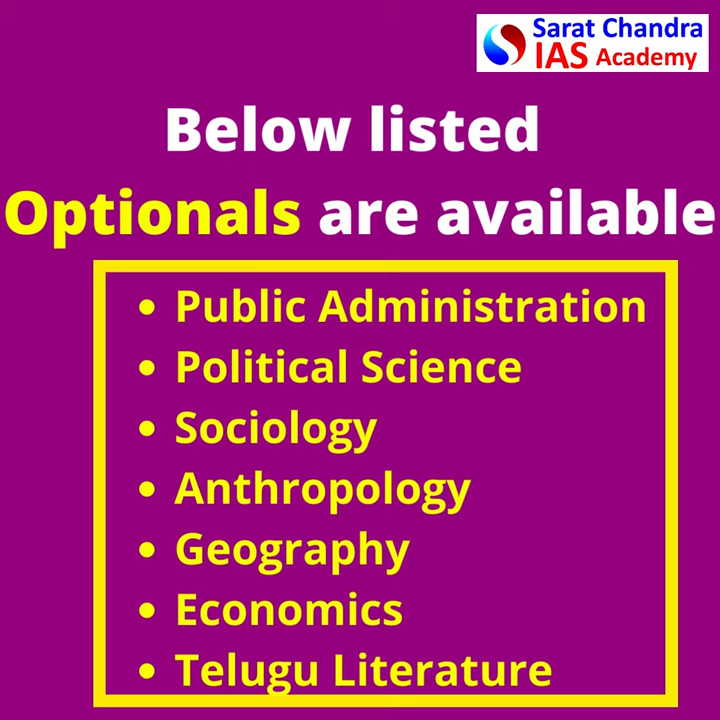 Sarat Chandra
IAS Academy
Below listed
Optionals are available
• Public Administration
• Political Science
• Sociology
• Anthropology
• Geography
• Economics
• Telugu Literature